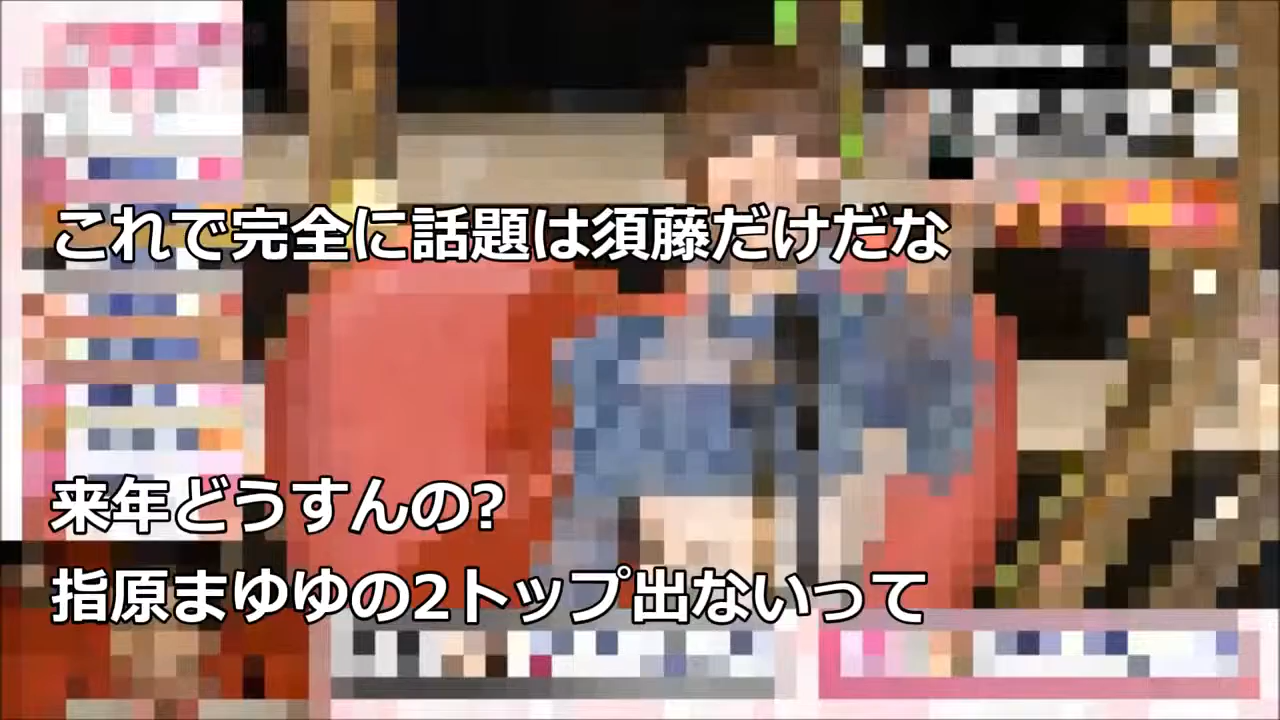 これで完全に話題は須藤だけだな
来年どうすんの?
指原まゆゆの2トップ出ないって